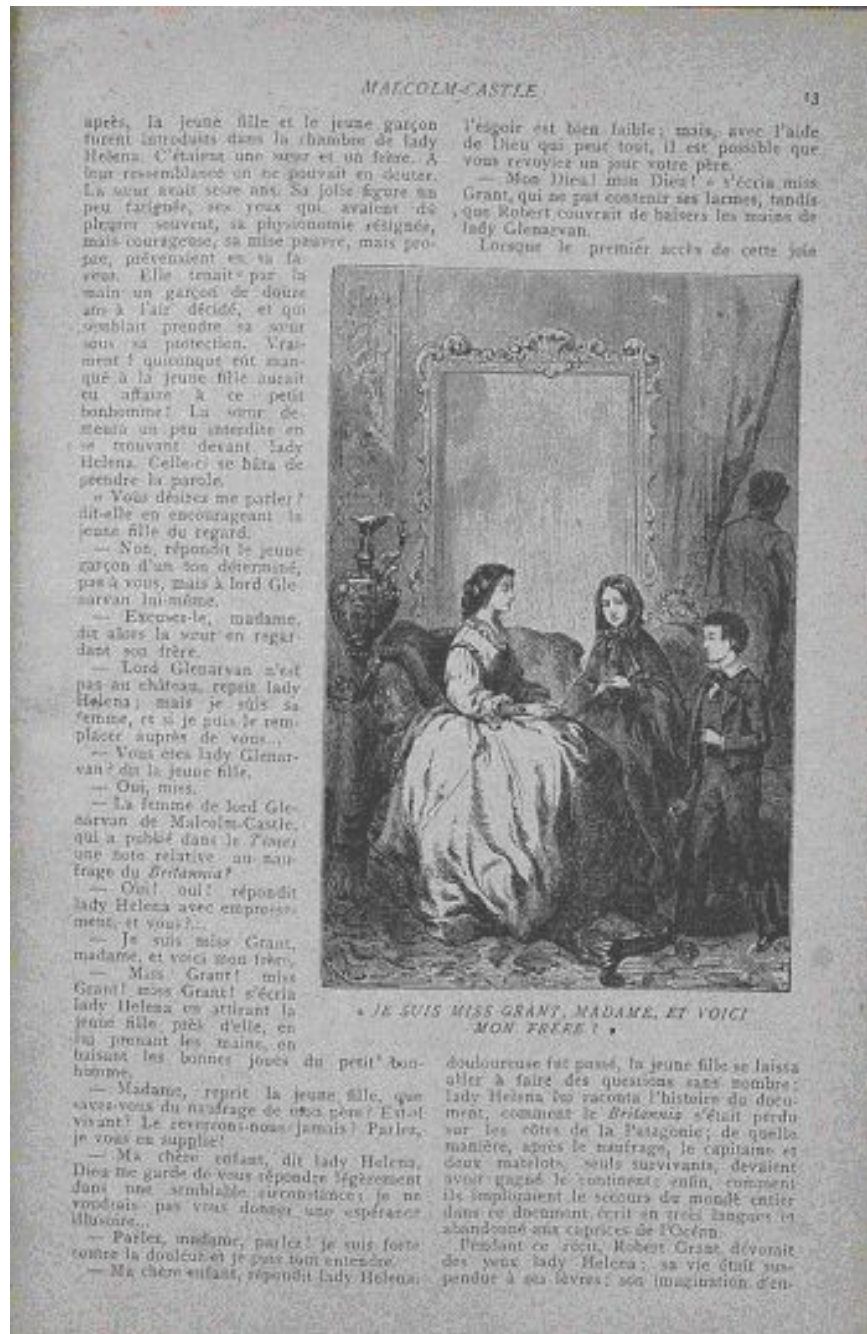 MALCOLM-CASTLE
13
après, la jeune fille et le jeune garçon
furent introduits dans la chambre de lady
Helena. C'étaient une sœur et un frère. A
leur ressemblance on ne pouvait en douter.
La sœur avait seize ans. Sa jolie figure un
peu fatiguée, ses yeux qui avaient dû
pleurer souvent, sa physionomie résignée,
mais courageuse, sa mise pauvre, mais pro-
pre, prévenaient en sa fa-
veur. Elle tenait par la
main un garçon de douze
ans à l'air décidé, et qui
semblait prendre sa sœur
sous sa protection. Vrai-
ment ! quiconque eût man-
qué à la jeune fille aurait
eu affaire à ce petit
bonhomme! La sœur de-
meura un peu interdite en
se trouvant devant lady
Helena. Celle-ci se hâta de
prendre la parole.
« Vous désirez me parler?
dit-elle en encourageant la
jeune fille du regard.
— Non, répondit le jeune
garçon d'un ton déterminé,
pas à vous, mais à lord Gle-
narvan lui-même.
— Excusez-le, madame,
dit alors la sœur en regar-
dant son frère.
— Lord Glenarvan n'est
pas au château, reprit lady
Helena; mais je suis sa
femme, et si je puis le rem-
placer auprès de vous...
— Vous êtes lady Glenar-
van? dit la jeune fille.
— Oui, miss.
— La femme de lord Gle-
narvan de Malcolm-Castle,
qui a publié dans le Times
une note relative au nau-
frage du Britannia?
— Oui! oui! répondit
lady Helena avec empresse-
ment, et vous?...
— Je suis miss Grant,
madame, et voici mon frère.
— Miss Grant! miss
Grant! miss Grant! s'écria
lady Helena en attirant la
jeune fille près d'elle, en
lui prenant les mains, en
baisant les bonnes joues du petit bon-
homme.
— Madame, reprit la jeune fille, que
savez-vous du naufrage de mon père? Est-il
vivant? Le reverrons-nous jamais? Parlez,
je vous en supplie!
— Ma chère enfant, dit lady Helena,
Dieu me garde de vous répondre légèrement
dans une semblable circonstance; je ne
voudrais pas vous donner une espérance
illusoire...
— Parlez, madame, parlez! je suis forte
contre la douleur et je puis tout entendre.
— Ma chère enfant, répondit lady Helena,
l'espoir est bien faible; mais, avec l'aide
de Dieu qui peut tout, il est possible que
vous revoyiez un jour votre père.
— Mon Dieu! mon Dieu! » s'écria miss
Grant, qui ne put contenir ses larmes, tandis
que Robert couvrait de baisers les mains de
lady Glenarvan.
Lorsque le premier accès de cette joie
« JE SUIS MISS GRANT, MADAME, ET VOICI
MON FRÈRE ! »
douloureuse fut passé, la jeune fille se laissa
aller à faire des questions sans nombre;
lady Helena lui raconta l'histoire du docu-
ment, comment le Britannia s'était perdu
sur les côtes de la Patagonie; de quelle
manière, après le naufrage, le capitaine et
deux matelots, seuls survivants, devaient
avoir gagné le continent; enfin, comment
ils imploraient le secours du monde entier
dans ce document écrit en trois langues et
abandonné aux caprices de l'Océan.
Pendant ce récit, Robert Grant dévorait
des yeux lady Helena; sa vie était sus-
pendue à ses lèvres; son imagination d'en-